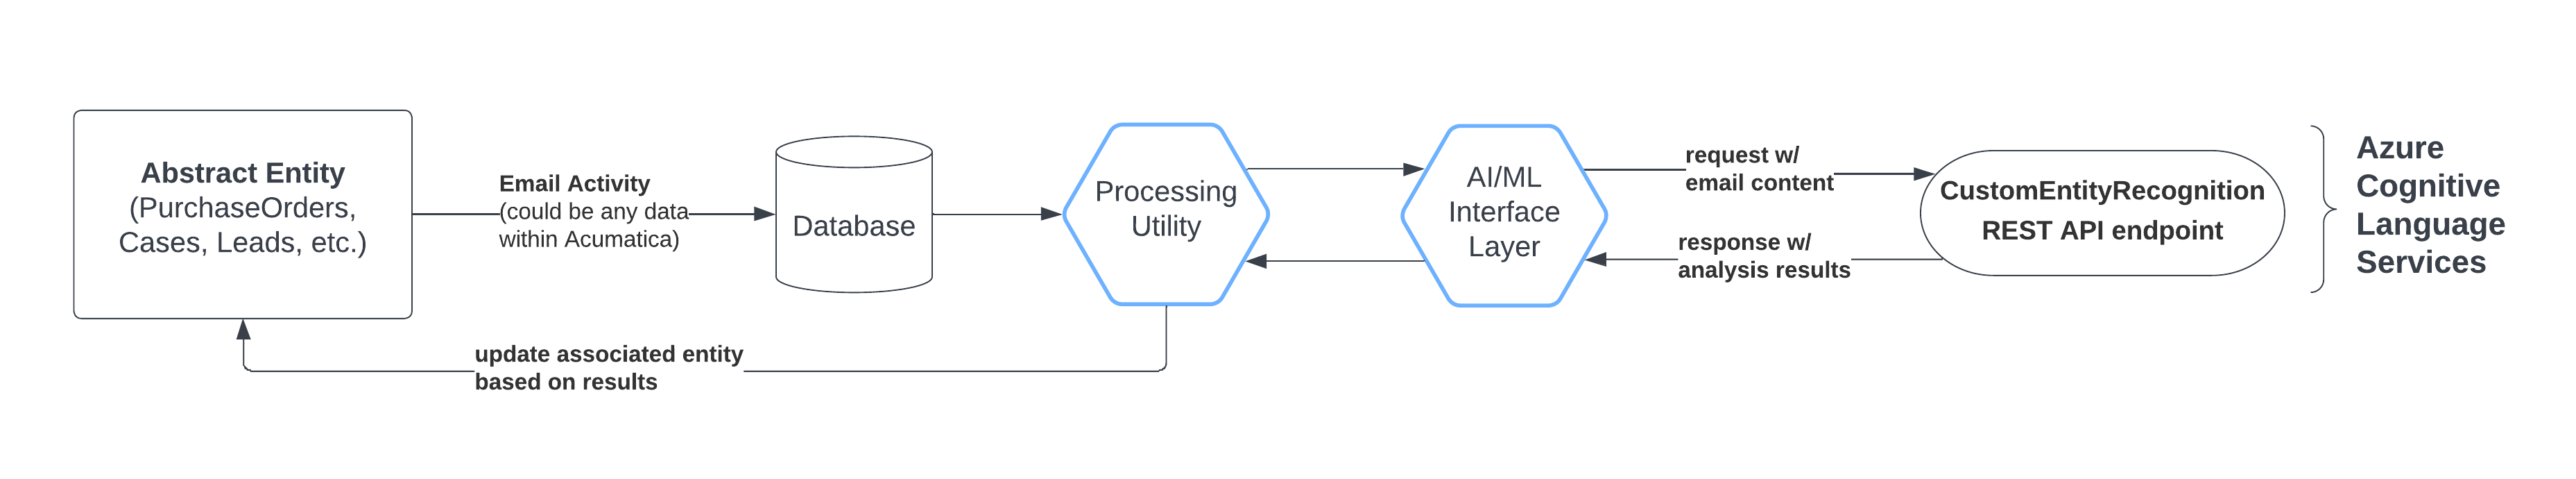 Abstract Entity
(PurchaseOrders,
Cases, Leads, etc.)
Email Activity
(could be any data
within Acumatica)
Database
Processing
Utility
AI/ML
Interface
Layer
request w/
email content
response w/
analysis results
CustomEntityRecognition
REST API endpoint
Azure
Cognitive
Language
Services
update associated entity
based on results